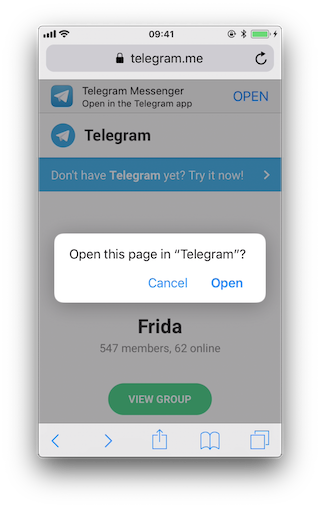 09:41
telegram.me
Telegram Messenger
Open in the Telegram app
OPEN
Telegram
Don't have Telegram yet? Try it now!
Open this page in “Telegram”?
Cancel Open
Frida
547 members, 62 online
VIEW GROUP